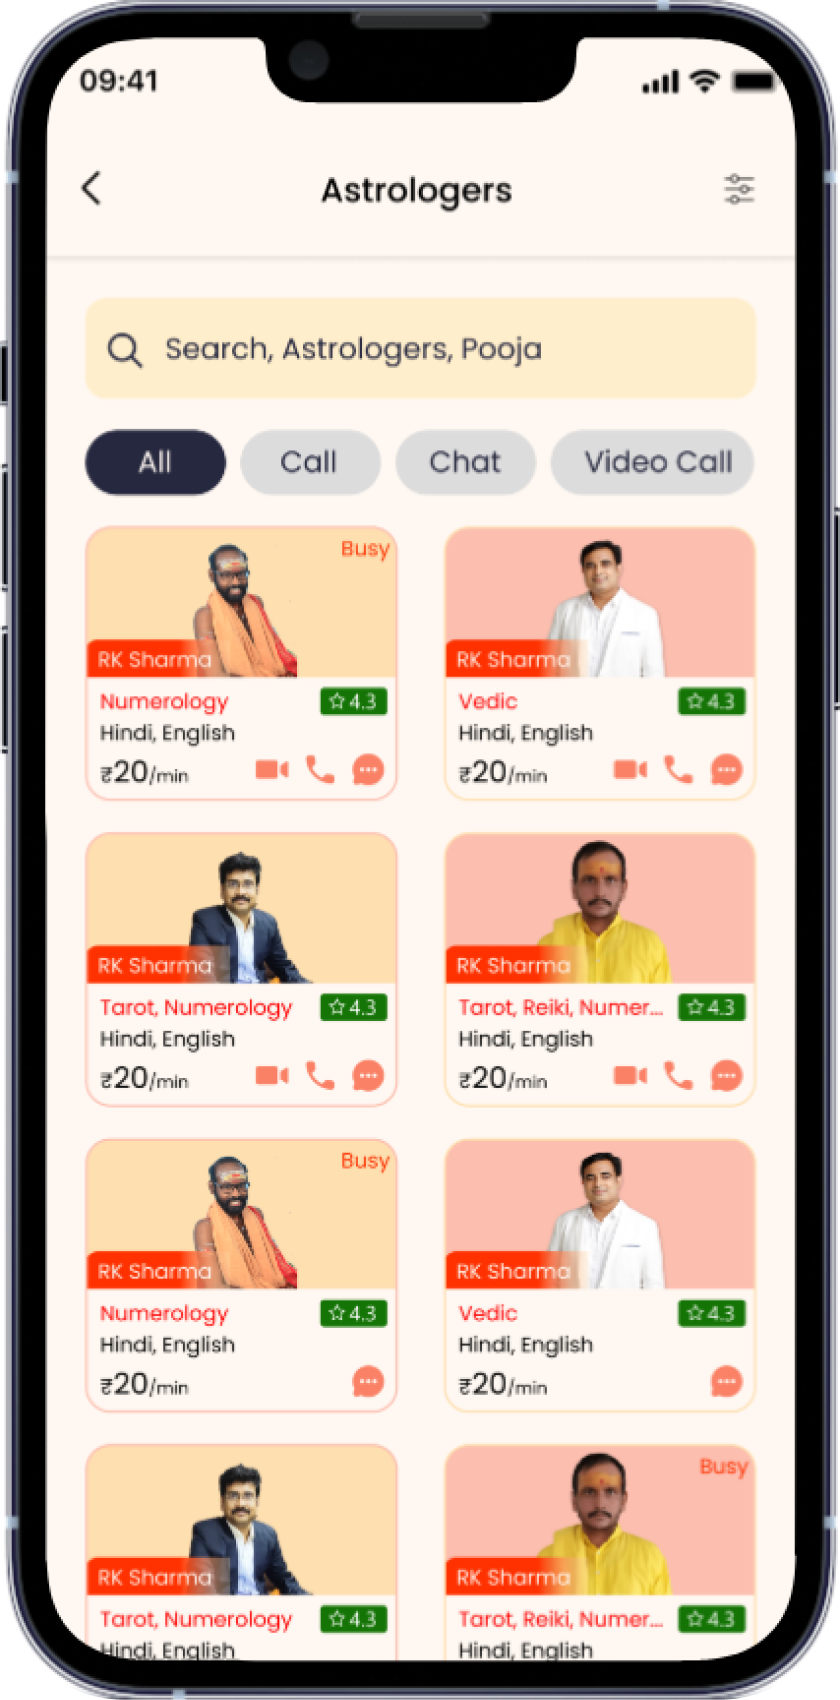 09:41
Astrologers
Search, Astrologers, Pooja
All Call Chat Video Call
Busy
RK Sharma
Numerology 4.3
Hindi, English
₹20/min
RK Sharma
Vedic 4.3
Hindi, English
₹20/min
RK Sharma
Tarot, Numerology 4.3
Hindi, English
₹20/min
RK Sharma
Tarot, Reiki, Numer... 4.3
Hindi, English
₹20/min
Busy
RK Sharma
Numerology 4.3
Hindi, English
₹20/min
RK Sharma
Vedic 4.3
Hindi, English
₹20/min
RK Sharma
Tarot, Numerology 4.3
Hindi, English
Busy
RK Sharma
Tarot, Reiki, Numer... 4.3
Hindi, English